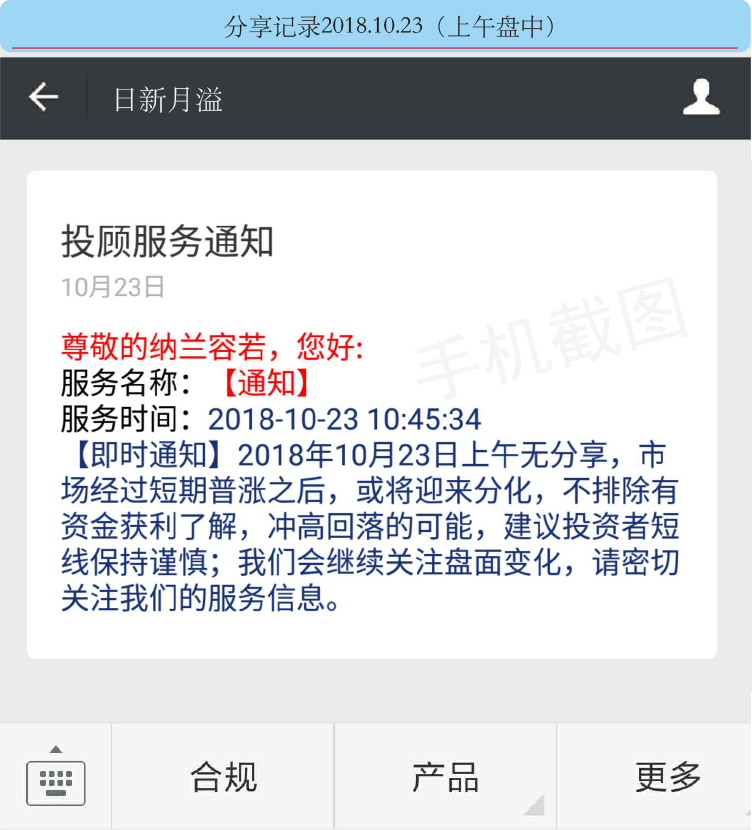 分享记录2018.10.23（上午盘中）
日新月溢
投顾服务通知
10月23日
手机截图
尊敬的纳兰容若，您好:
服务名称：【通知】
服务时间：2018-10-23 10:45:34
【即时通知】2018年10月23日上午无分享，市
场经过短期普涨之后，或将迎来分化，不排除有
资金获利了解，冲高回落的可能，建议投资者短
线保持谨慎；我们会继续关注盘面变化，请密切
关注我们的服务信息。
合规
产品
更多